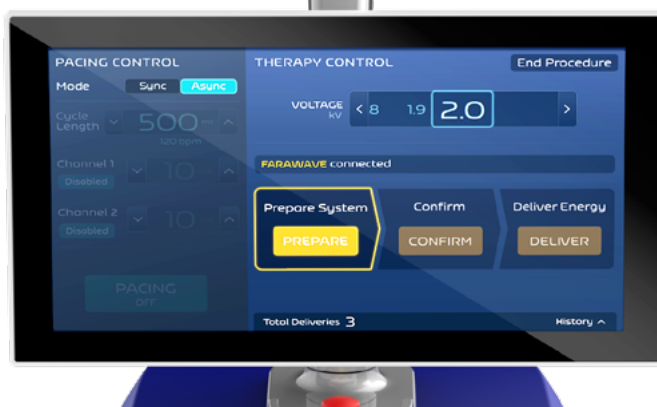 PACING CONTROL
Mode
Sync
Async
Cycle
Length
500
120 bpm
Channel 1
Disabled
10
Channel 2
Disabled
10
PACING
OFF
THERAPY CONTROL
End Procedure
VOLTAGE
kV
< 8 1.9 2.0 >
FARAWAVE connected
Prepare System
PREPARE
Confirm
CONFIRM
Deliver Energy
DELIVER
Total Deliveries 3
History